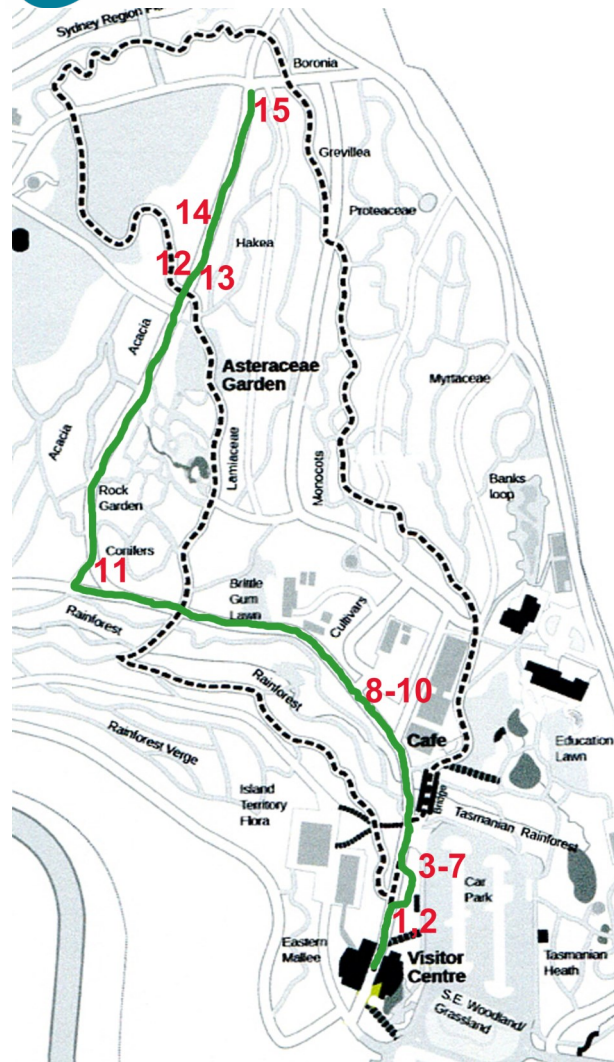 Sydney Region
Boronia
15
Grevillea
14
Proteaceae
Hakea
12
13
Acacia
Asteraceae
Garden
Myrtaceae
Acacia
Lamiaceae
Monocots
Banks
loop
Rock
Garden
Conifers
11
Brittle
Gum
Lawn
Cultivars
Rainforest
Rainforest
8-10
Cafe
Rainforest Verge
Education
Lawn
Island
Territory
Flora
Bridge
Tasmanian Rainforest
3-7
Car
Park
1,2
Eastern
Mallee
Visitor
Centre
Tasmanian
Heath
S.E. Woodland/
Grassland